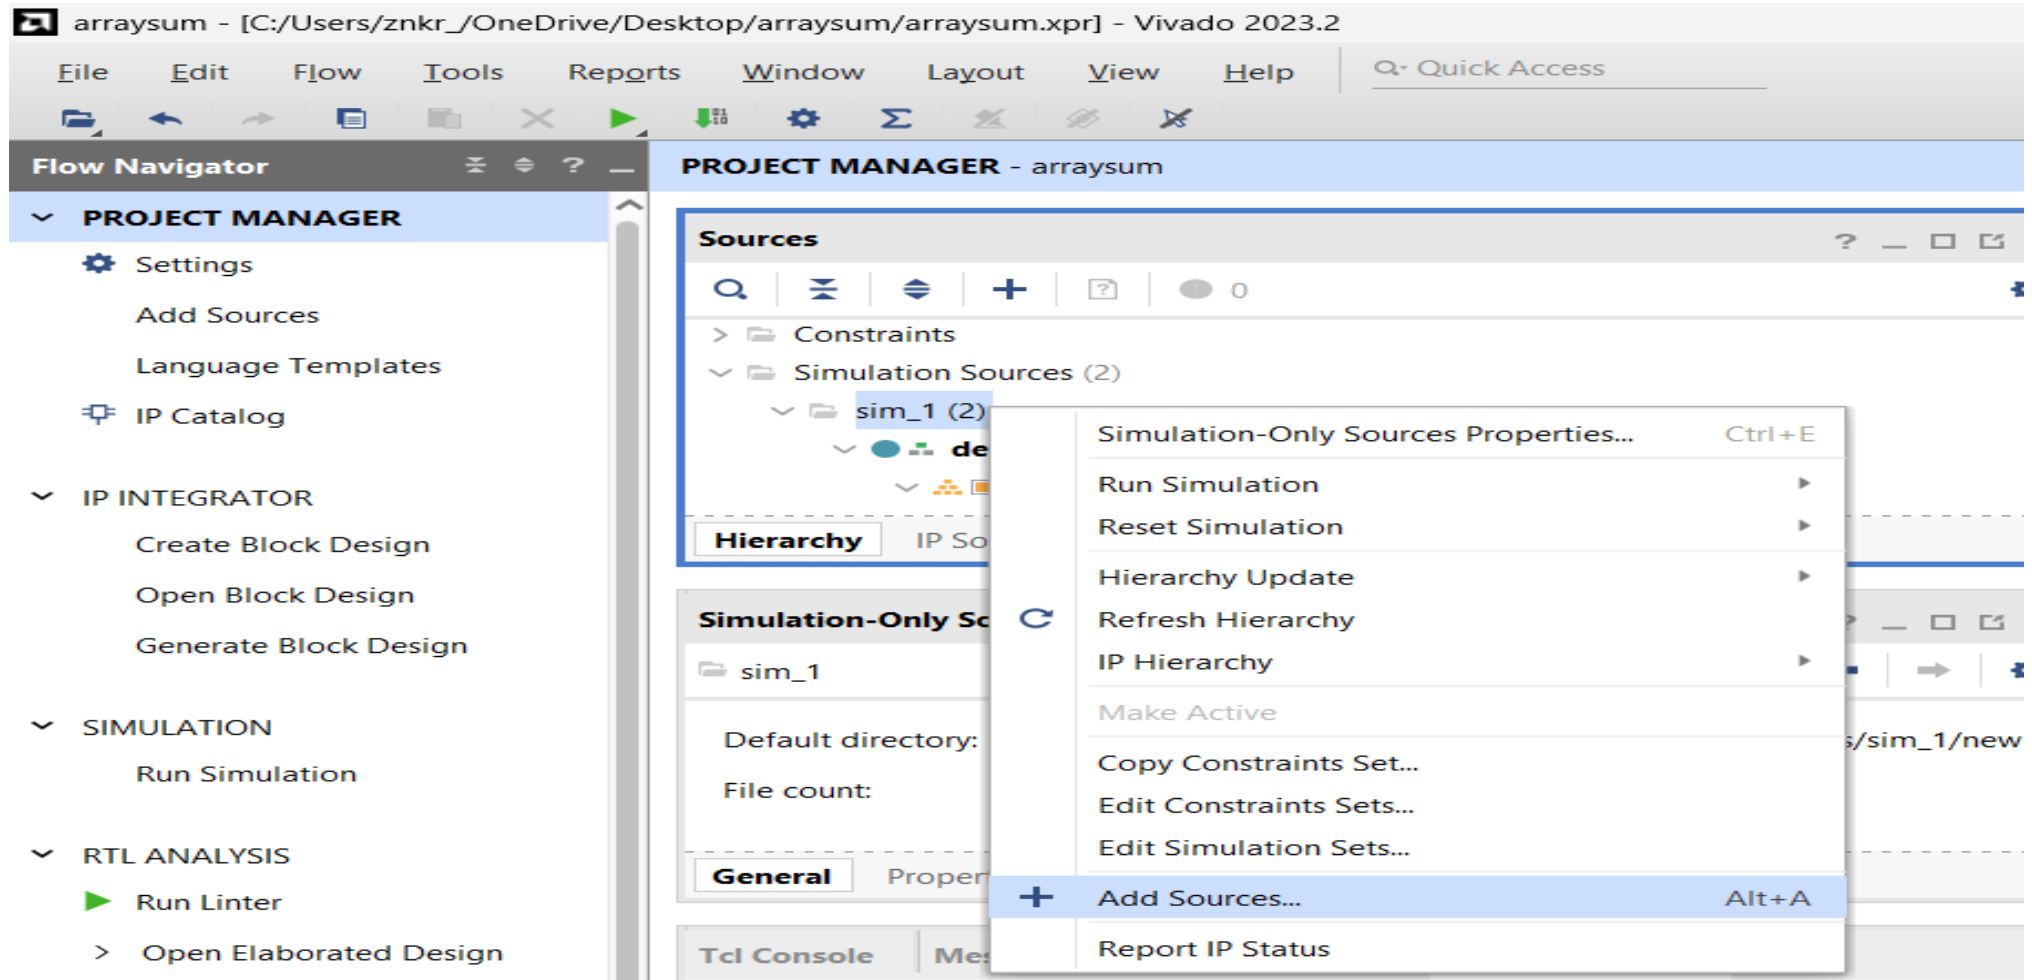 arraysum - [C:/Users/znkr_/OneDrive/Desktop/arraysum/arraysum.xpr] - Vivado 2023.2
File Edit Flow Tools Reports Window Layout View Help Quick Access
Flow Navigator ?
PROJECT MANAGER
Settings
Add Sources
Language Templates
IP Catalog
IP INTEGRATOR
Create Block Design
Open Block Design
Generate Block Design
SIMULATION
Run Simulation
RTL ANALYSIS
Run Linter
Open Elaborated Design
PROJECT MANAGER - arraysum
Sources ?
? 0
Constraints
Simulation Sources (2)
sim_1 (2)
de
Hierarchy IP So
Simulation-Only Sc
sim_1
Default directory: s/sim_1/new
File count:
General Proper
Tcl Console Mes
Simulation-Only Sources Properties... Ctrl+E
Run Simulation
Reset Simulation
Hierarchy Update
Refresh Hierarchy
IP Hierarchy
Make Active
Copy Constraints Set...
Edit Constraints Sets...
Edit Simulation Sets...
Add Sources... Alt+A
Report IP Status